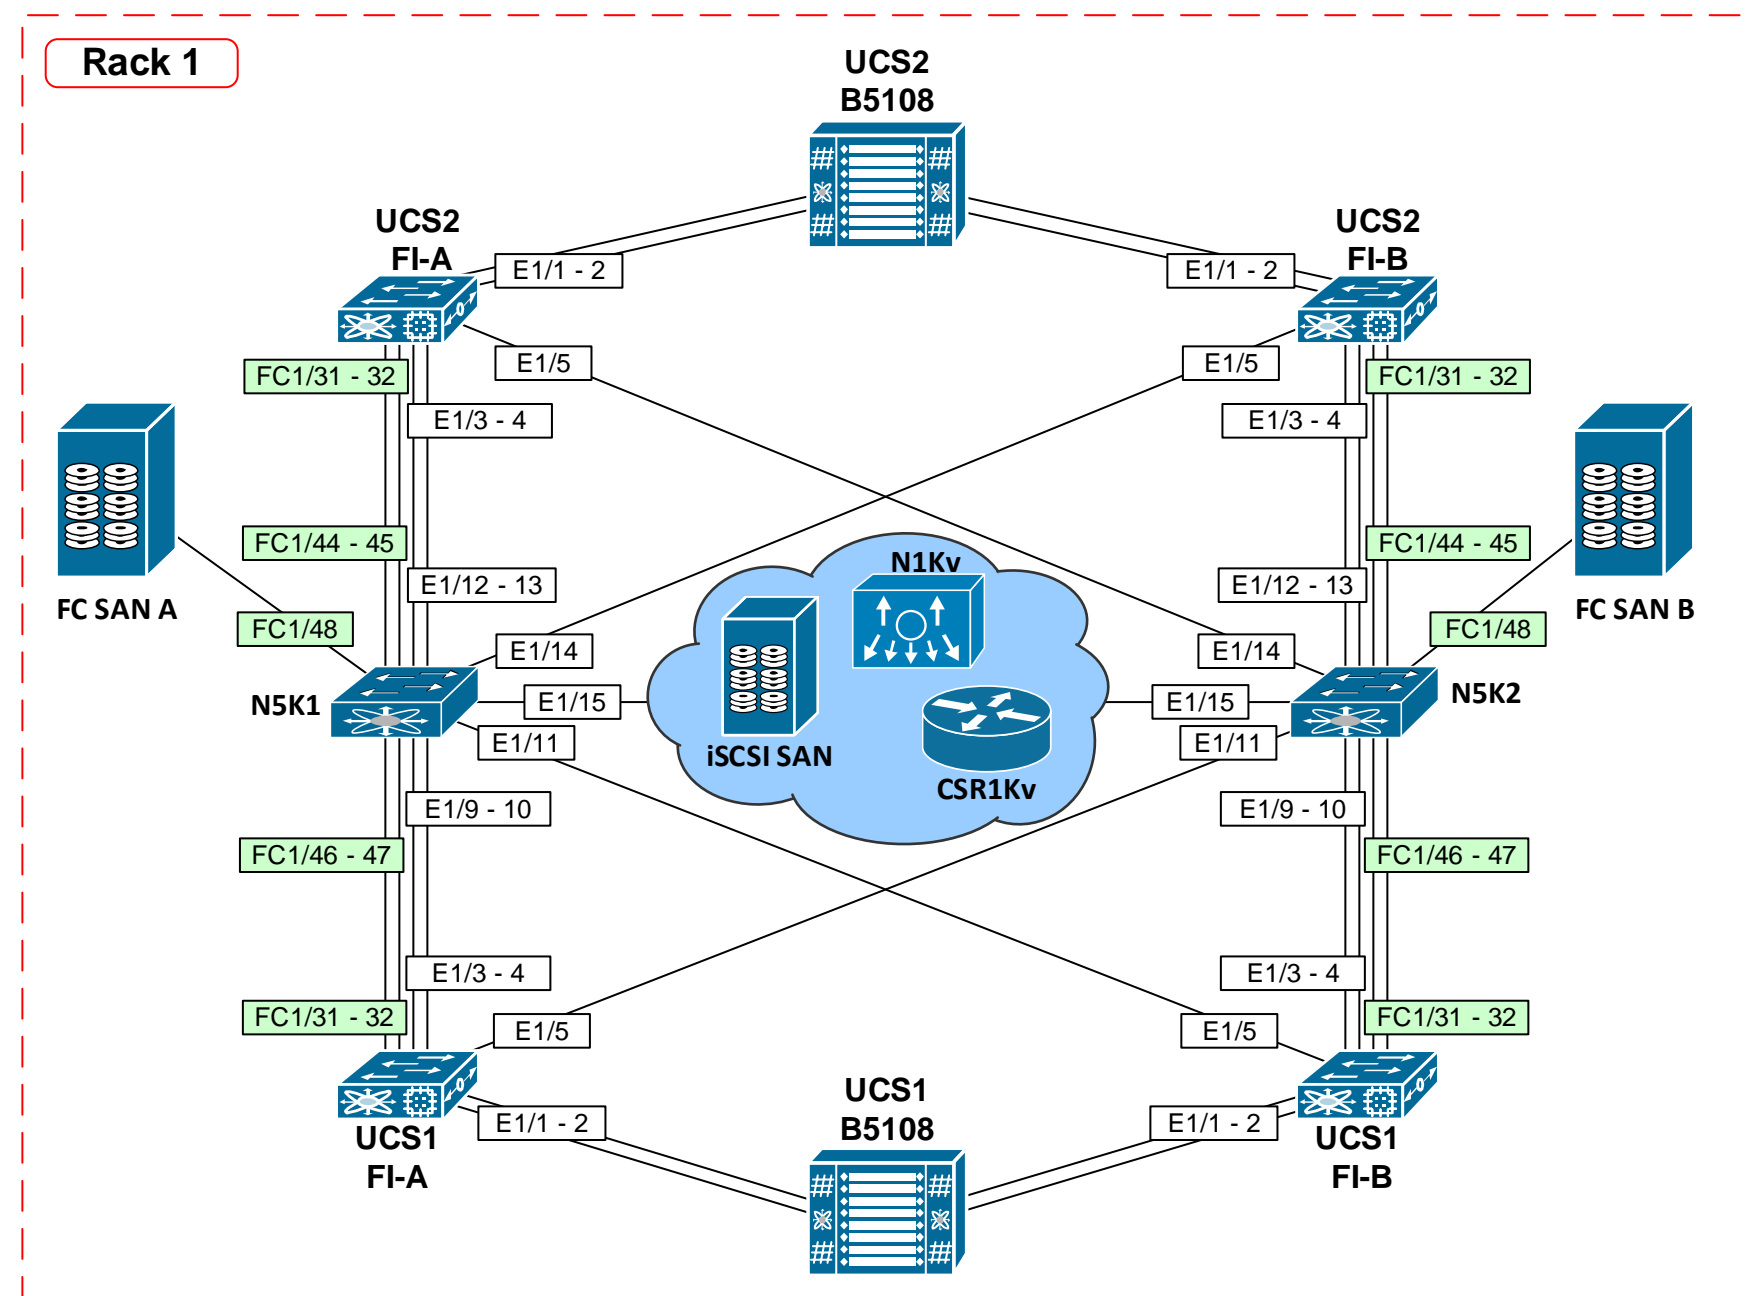 Rack 1
UCS2
B5108
UCS2
FI-A
UCS2
FI-B
E1/1 - 2
E1/1 - 2
E1/5
E1/5
FC1/31 - 32
FC1/31 - 32
E1/3 - 4
E1/3 - 4
FC1/44 - 45
FC1/44 - 45
N1Kv
E1/12 - 13
E1/12 - 13
FC SAN A
FC SAN B
FC1/48
FC1/48
E1/14
E1/14
N5K1
E1/15
E1/15
N5K2
E1/11
E1/11
iSCSI SAN
CSR1Kv
E1/9 - 10
E1/9 - 10
FC1/46 - 47
FC1/46 - 47
E1/3 - 4
E1/3 - 4
FC1/31 - 32
FC1/31 - 32
E1/5
E1/5
UCS1
B5108
E1/1 - 2
E1/1 - 2
UCS1
FI-A
UCS1
FI-B